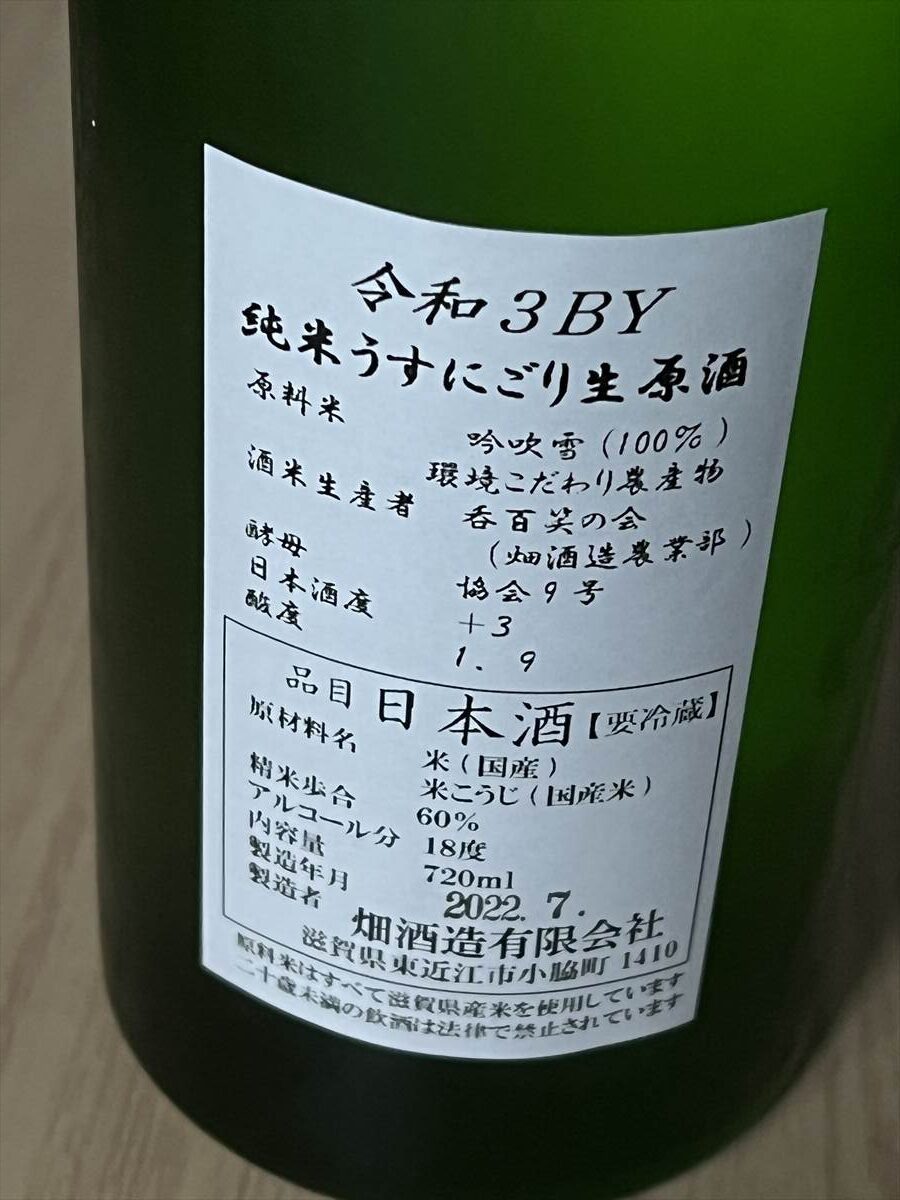 令和3BY
純米うすにごり生原酒
原料米 吟吹雪(100%)
環境こだわり農産物
酒米生産者 呑百笑の会
(畑酒造農業部)
酵母 協会9号
日本酒度 +3
酸度 1.9
品目 日本酒【要冷蔵】
原材料名 米(国産)
米こうじ(国産米)
精米歩合 60%
アルコール分 18度
内容量 720ml
製造年月 2022.7.
製造者 畑酒造有限会社
滋賀県東近江市小脇町1410
原料米はすべて滋賀県産米を使用しています
二十歳未満の飲酒は法律で禁止されています